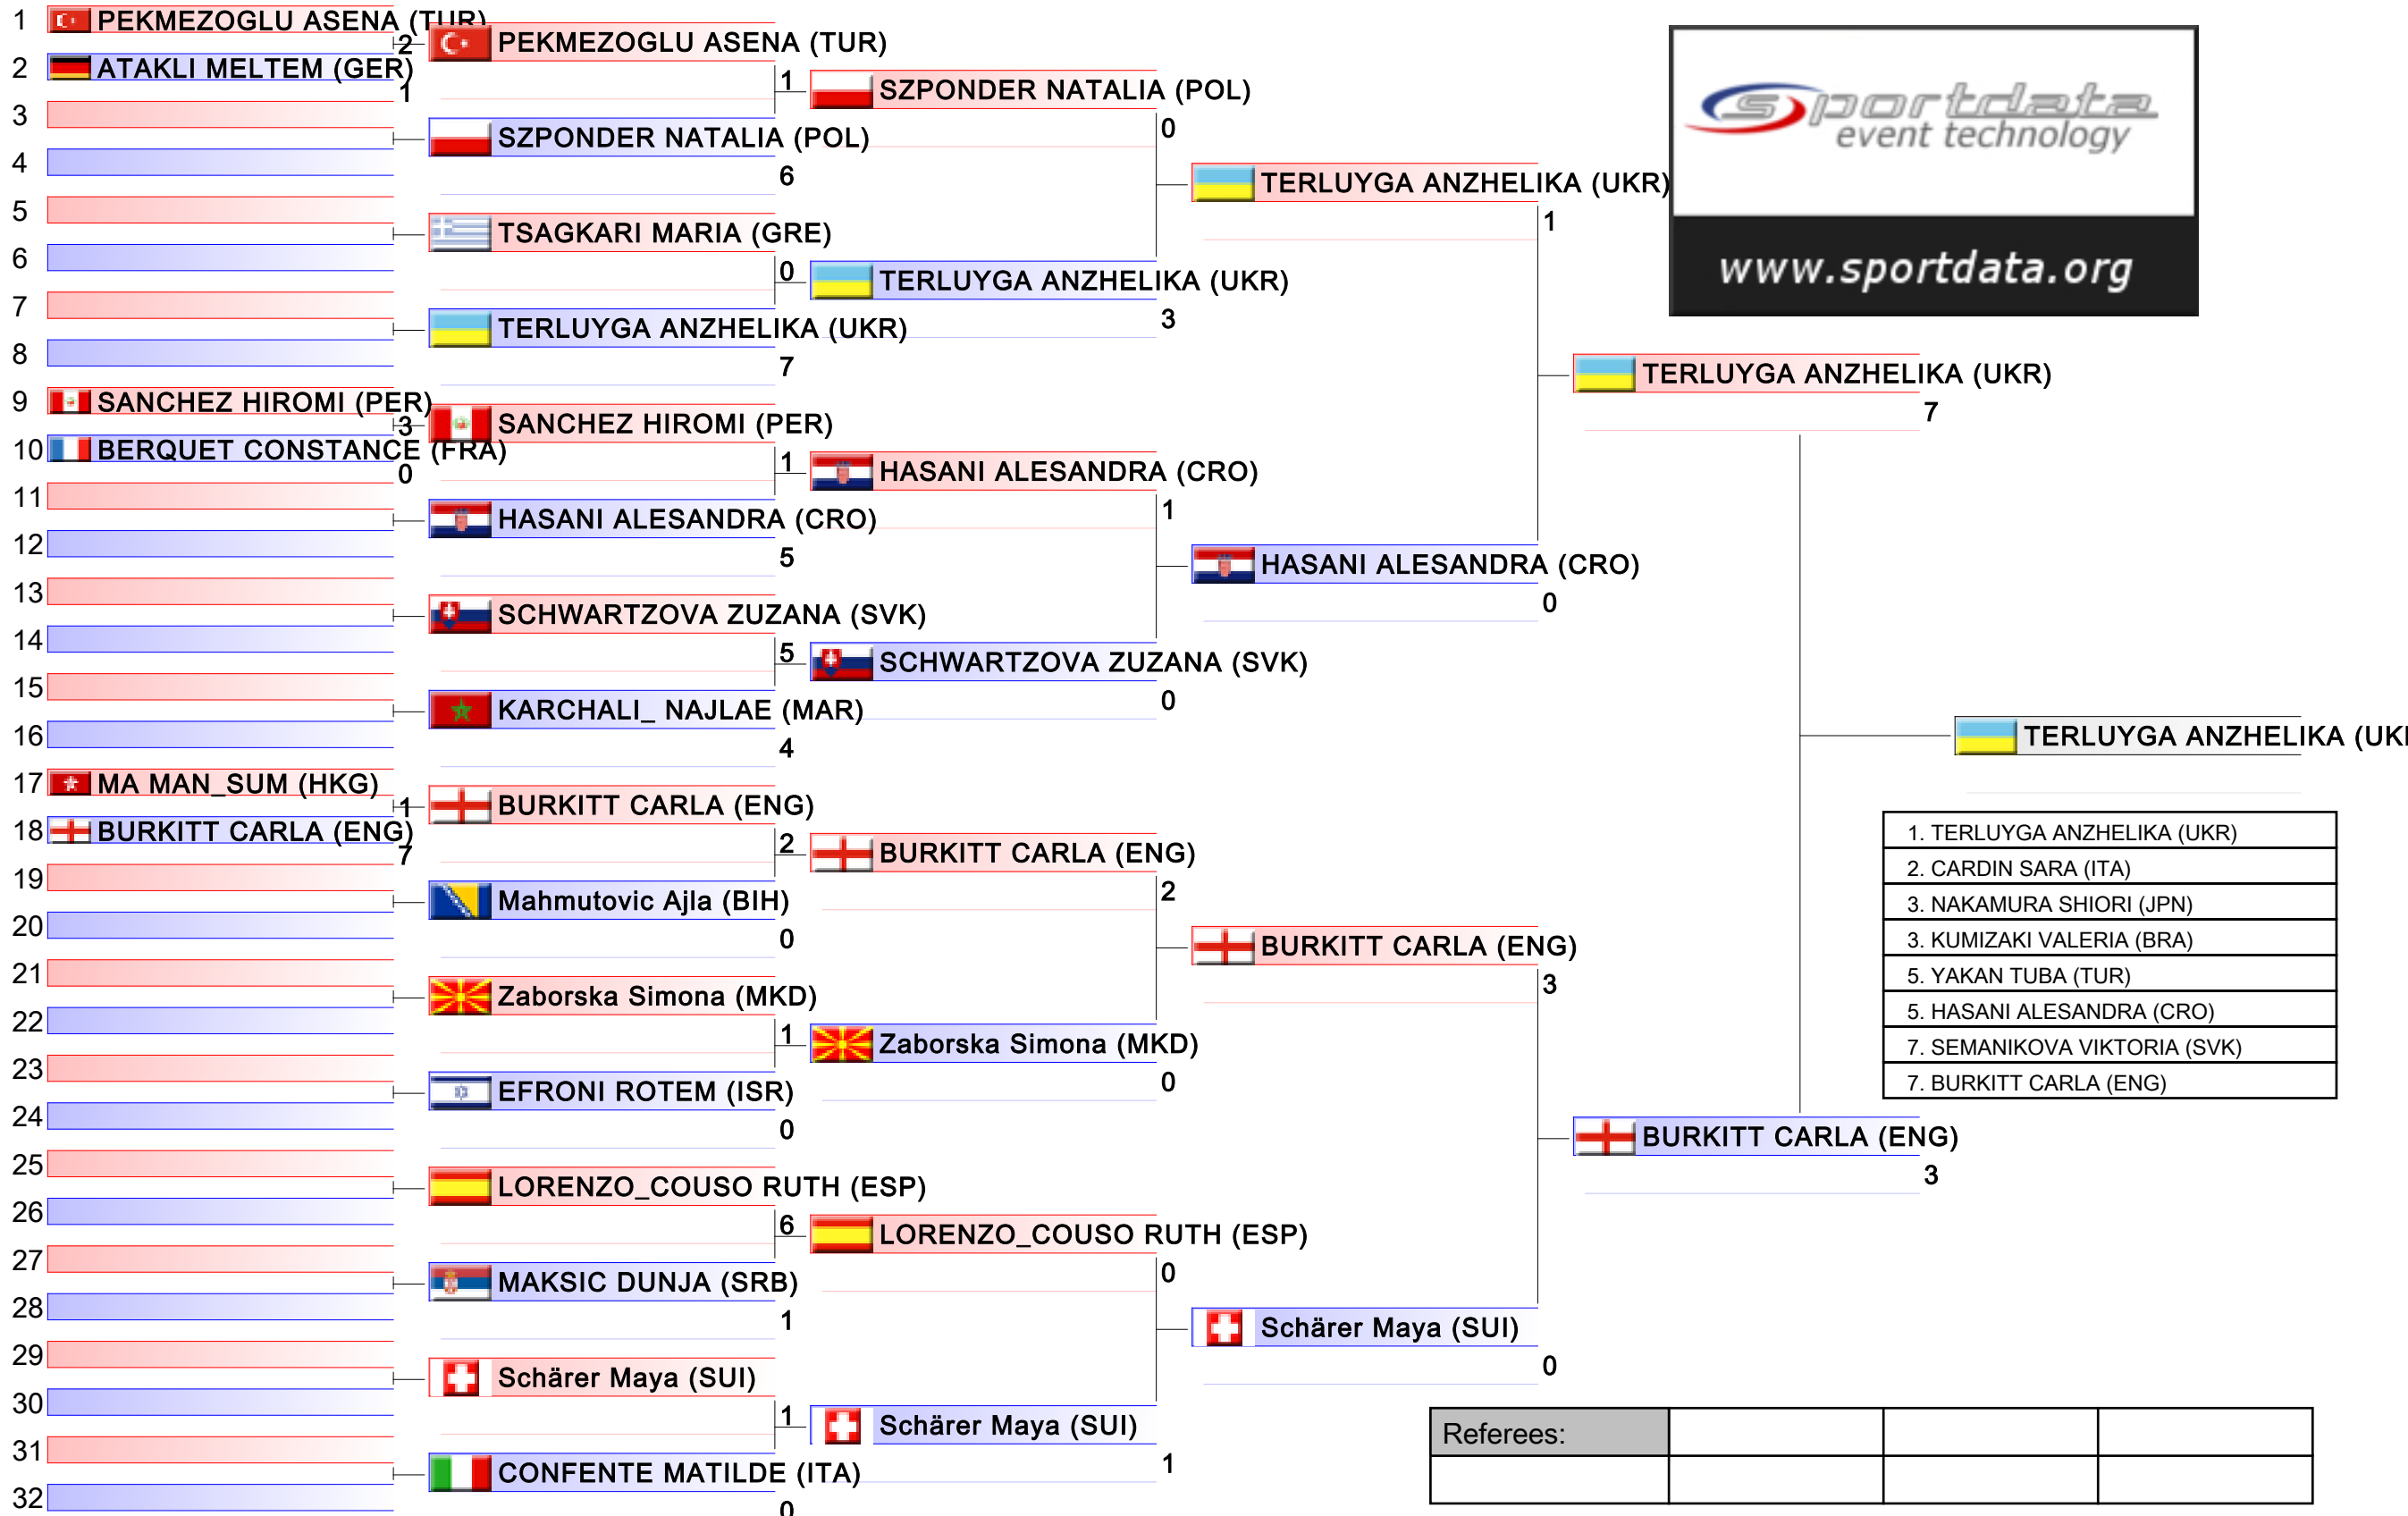 1 PEKMEZOGLU ASENA (TUR)
2
2 ATAKLI MELTEM (GER)
1
3
4
5
6
7
8
9 SANCHEZ HIROMI (PER)
3
10 BERQUET CONSTANCE (FRA)
0
11
12
13
14
15
16
17 MA MAN_SUM (HKG)
1
18 BURKITT CARLA (ENG)
7
19
20
21
22
23
24
25
26
27
28
29
30
31
32
PEKMEZOGLU ASENA (TUR)
1
SZPONDER NATALIA (POL)
6
TSAGKARI MARIA (GRE)
0
TERLUYGA ANZHELIKA (UKR)
7
SANCHEZ HIROMI (PER)
1
HASANI ALESANDRA (CRO)
5
SCHWARTZOVA ZUZANA (SVK)
5
KARCHALI_ NAJLAE (MAR)
4
BURKITT CARLA (ENG)
2
Mahmutovic Ajla (BIH)
0
Zaborska Simona (MKD)
1
EFRONI ROTEM (ISR)
0
LORENZO_COUSO RUTH (ESP)
6
MAKSIC DUNJA (SRB)
1
Schärer Maya (SUI)
1
CONFENTE MATILDE (ITA)
0
SZPONDER NATALIA (POL)
0
TERLUYGA ANZHELIKA (UKR)
3
HASANI ALESANDRA (CRO)
1
SCHWARTZOVA ZUZANA (SVK)
0
BURKITT CARLA (ENG)
2
Zaborska Simona (MKD)
0
LORENZO_COUSO RUTH (ESP)
0
Schärer Maya (SUI)
1
TERLUYGA ANZHELIKA (UKR)
1
HASANI ALESANDRA (CRO)
0
BURKITT CARLA (ENG)
3
Schärer Maya (SUI)
0
TERLUYGA ANZHELIKA (UKR)
7
BURKITT CARLA (ENG)
3
TERLUYGA ANZHELIKA
sportdata
event technology
www.sportdata.org
1. TERLUYGA ANZHELIKA (UKR)
2. CARDIN SARA (ITA)
3. NAKAMURA SHIORI (JPN)
3. KUMIZAKI VALERIA (BRA)
5. YAKAN TUBA (TUR)
5. HASANI ALESANDRA (CRO)
7. SEMANIKOVA VIKTORIA (SVK)
7. BURKITT CARLA (ENG)
Referees: